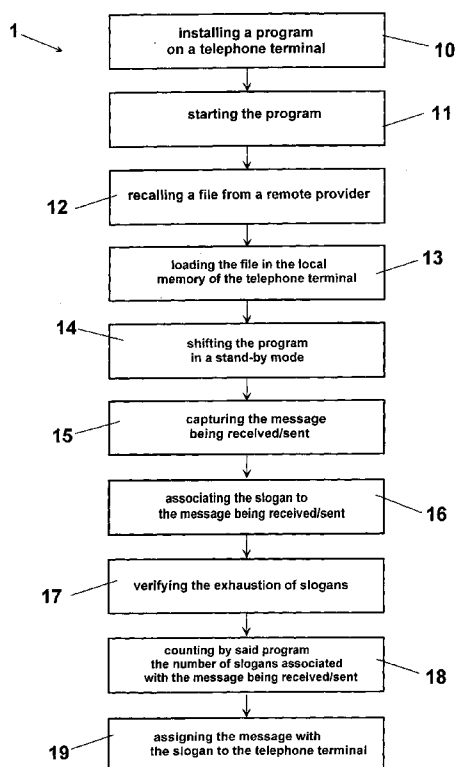 1
installing a program
on a telephone terminal
10
starting the program
11
recalling a file from a remote provider
12
loading the file in the local
memory of the telephone terminal
13
14
shifting the program
in a stand-by mode
capturing the message
being received/sent
15
associating the slogan to
the message being received/sent
16
verifying the exhaustion of slogans
17
counting by said program
the number of slogans associated
with the message being received/sent
18
assigning the message with
the slogan to the telephone terminal
19